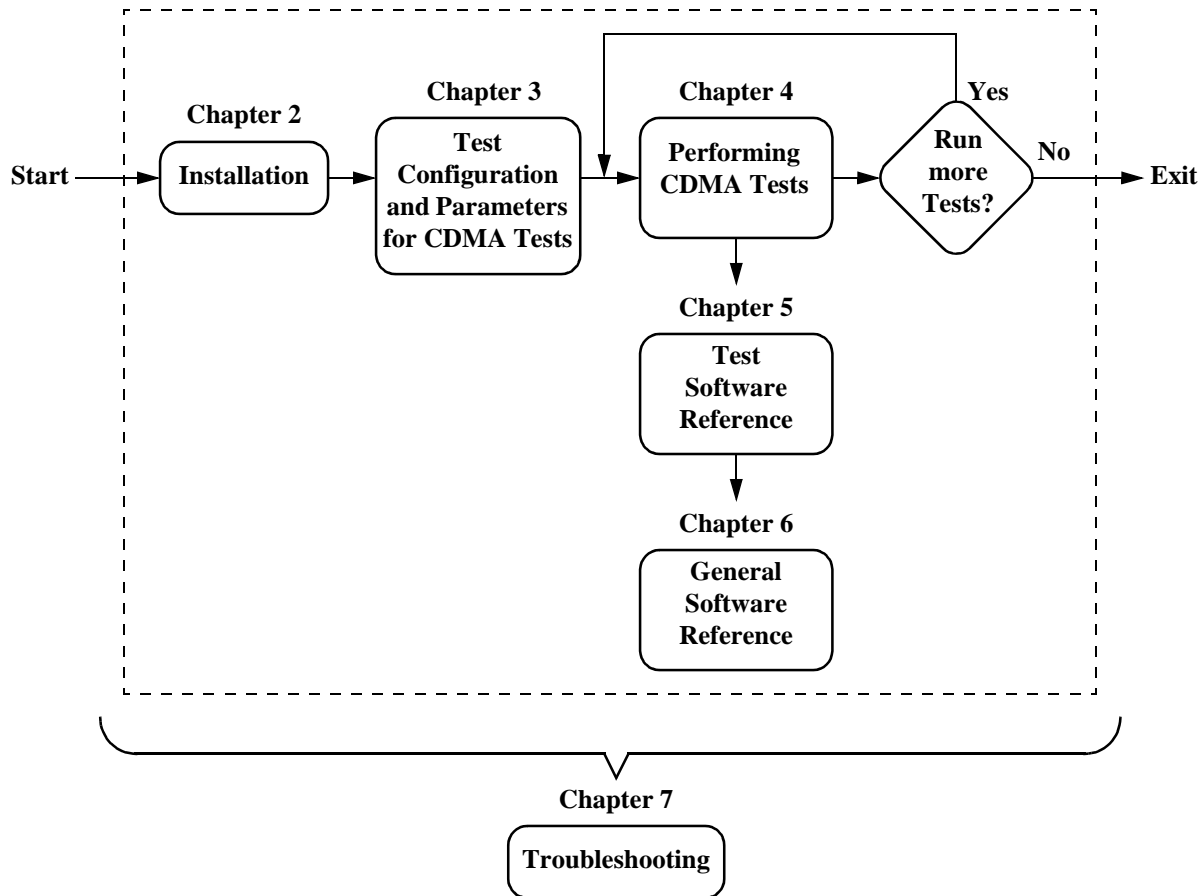 Start
Chapter 2
Installation
Chapter 3
Test
Configuration
and Parameters
for CDMA Tests
Chapter 4
Performing
CDMA Tests
Yes
Run
more
Tests?
No
Exit
Chapter 5
Test
Software
Reference
Chapter 6
General
Software
Reference
Chapter 7
Troubleshooting